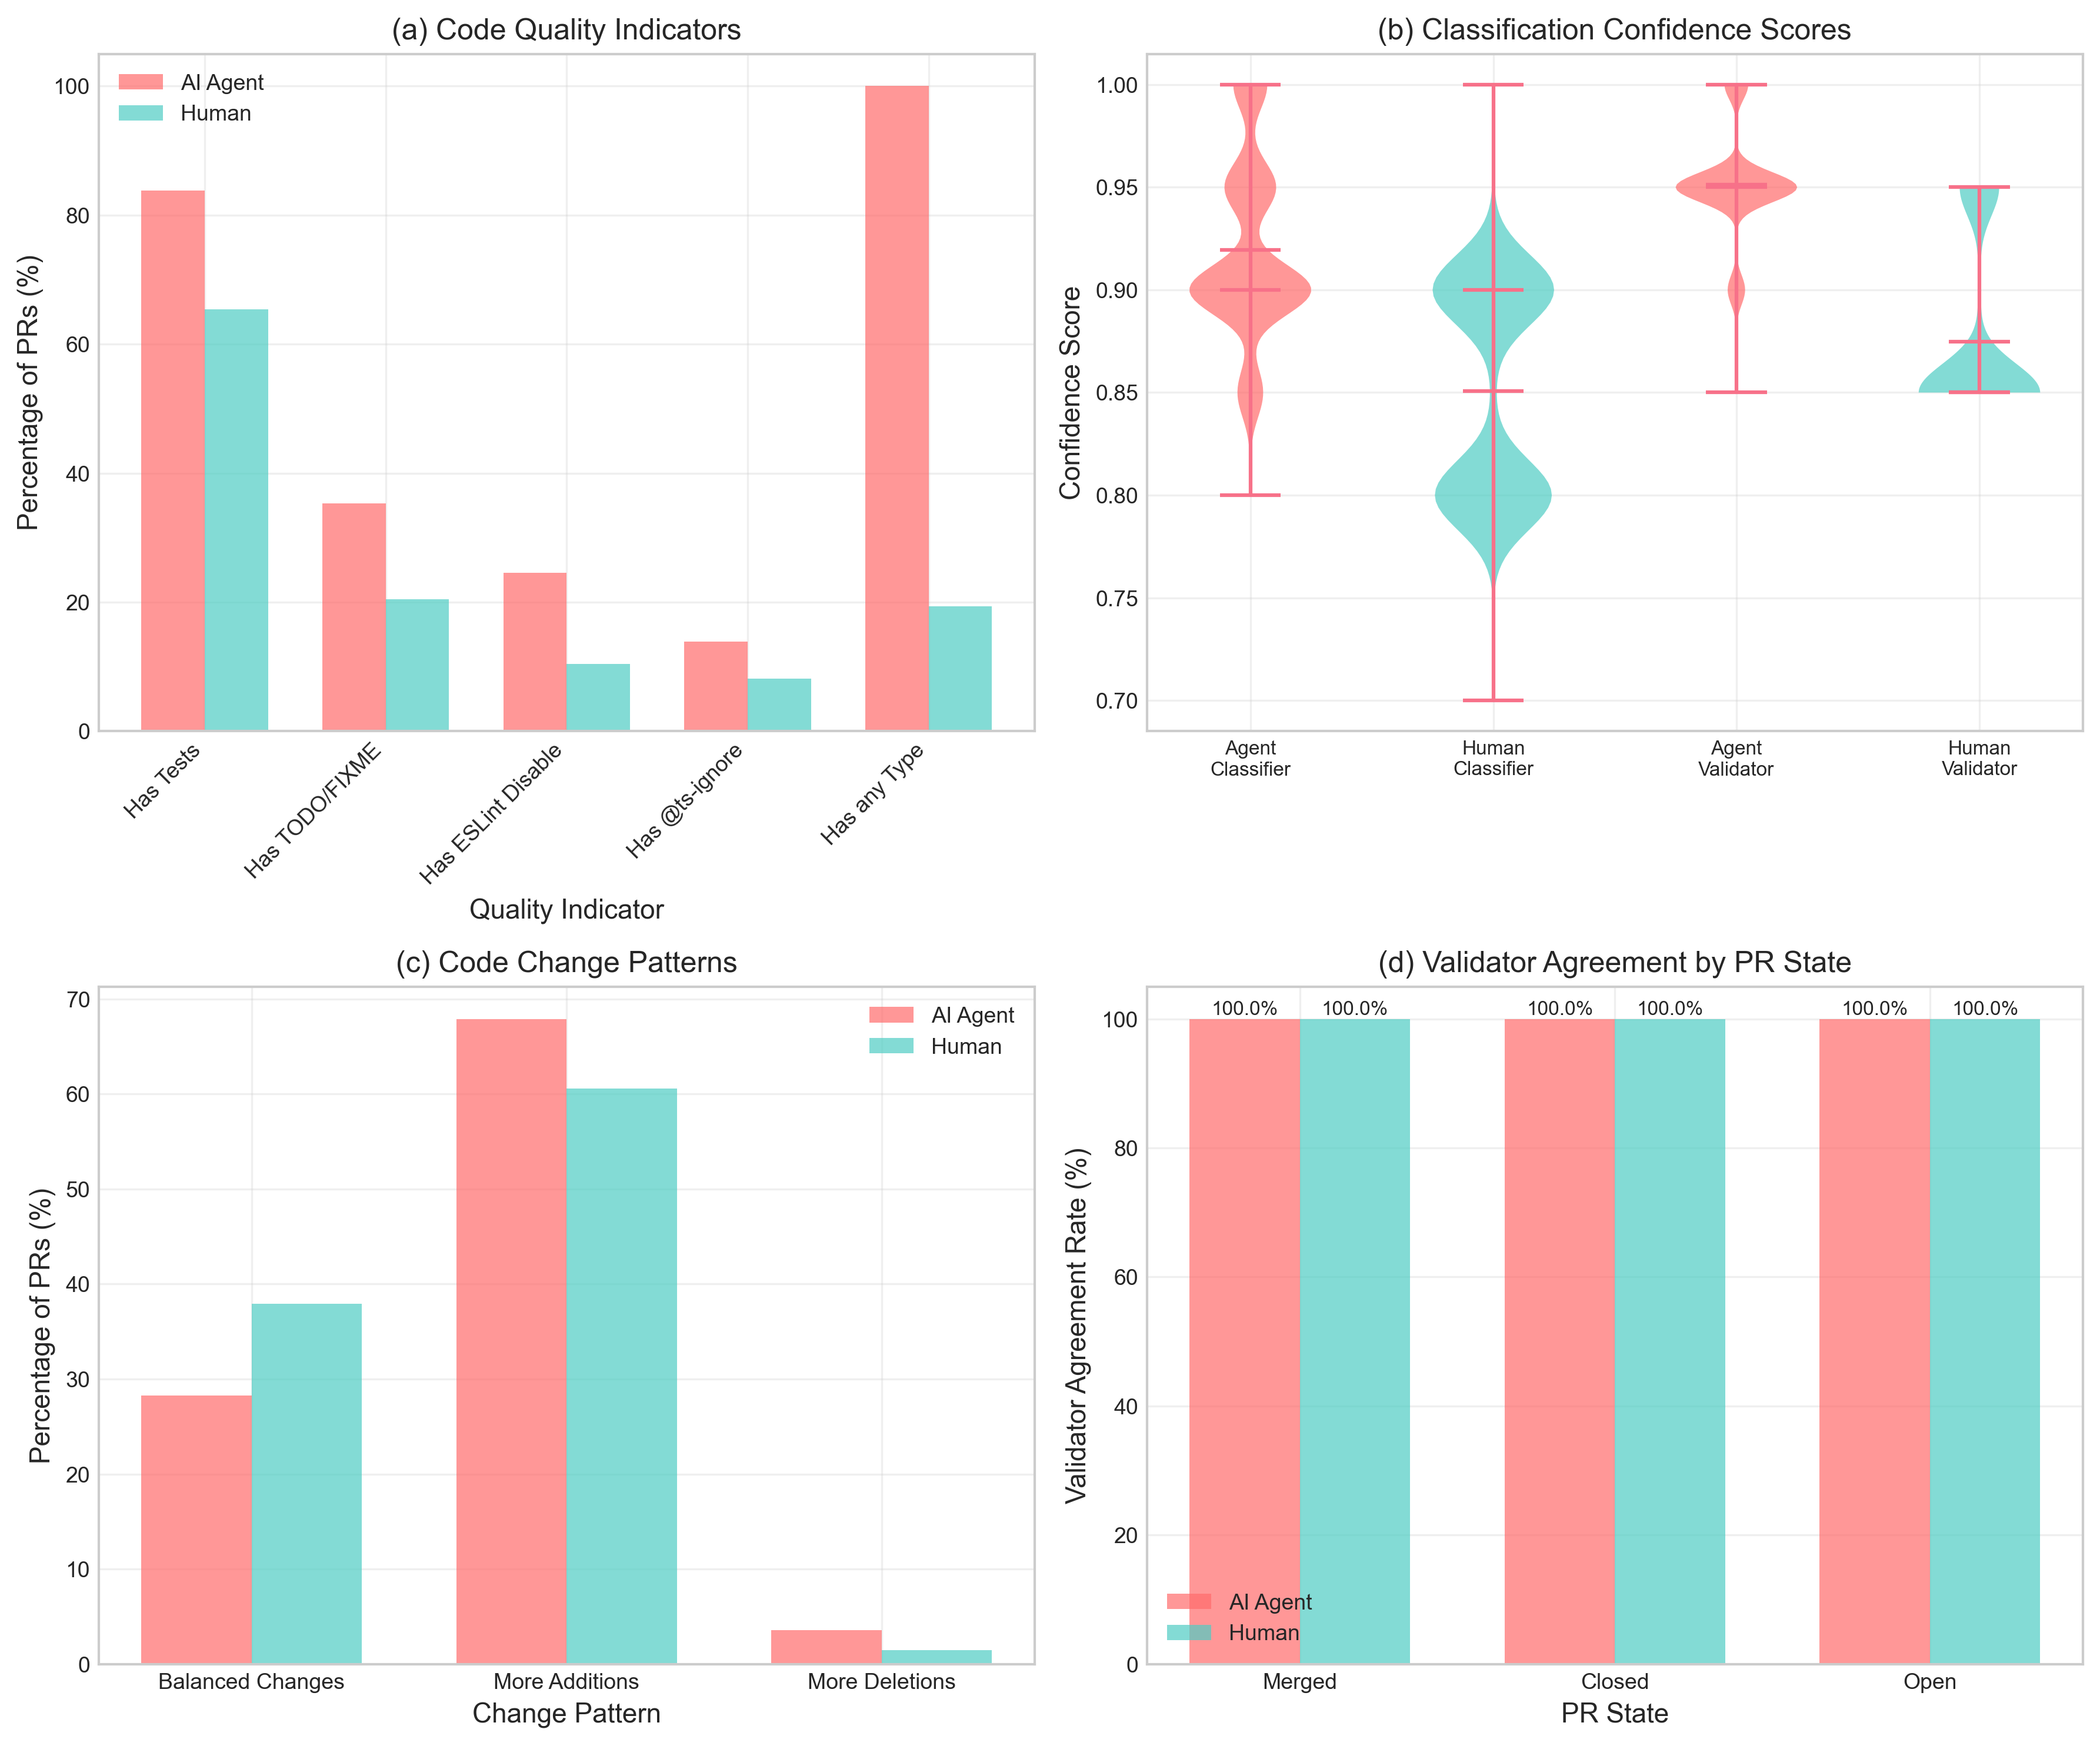 (a) Code Quality Indicators
AI Agent
Human
Percentage of PRs (%)
100
80
60
40
20
0
Has Tests
Has TODO/FIXME
Has ESLint Disable
Has @ts-ignore
Has any Type
Quality Indicator
(b) Classification Confidence Scores
Confidence Score
1.00
0.95
0.90
0.85
0.80
0.75
0.70
Agent
Classifier
Human
Classifier
Agent
Validator
Human
Validator
(c) Code Change Patterns
AI Agent
Human
Percentage of PRs (%)
70
60
50
40
30
20
10
0
Balanced Changes
More Additions
More Deletions
Change Pattern
(d) Validator Agreement by PR State
100.0%
100.0%
100.0%
100.0%
100.0%
100.0%
Validator Agreement Rate (%)
100
80
60
40
20
0
AI Agent
Human
Merged
Closed
Open
PR State